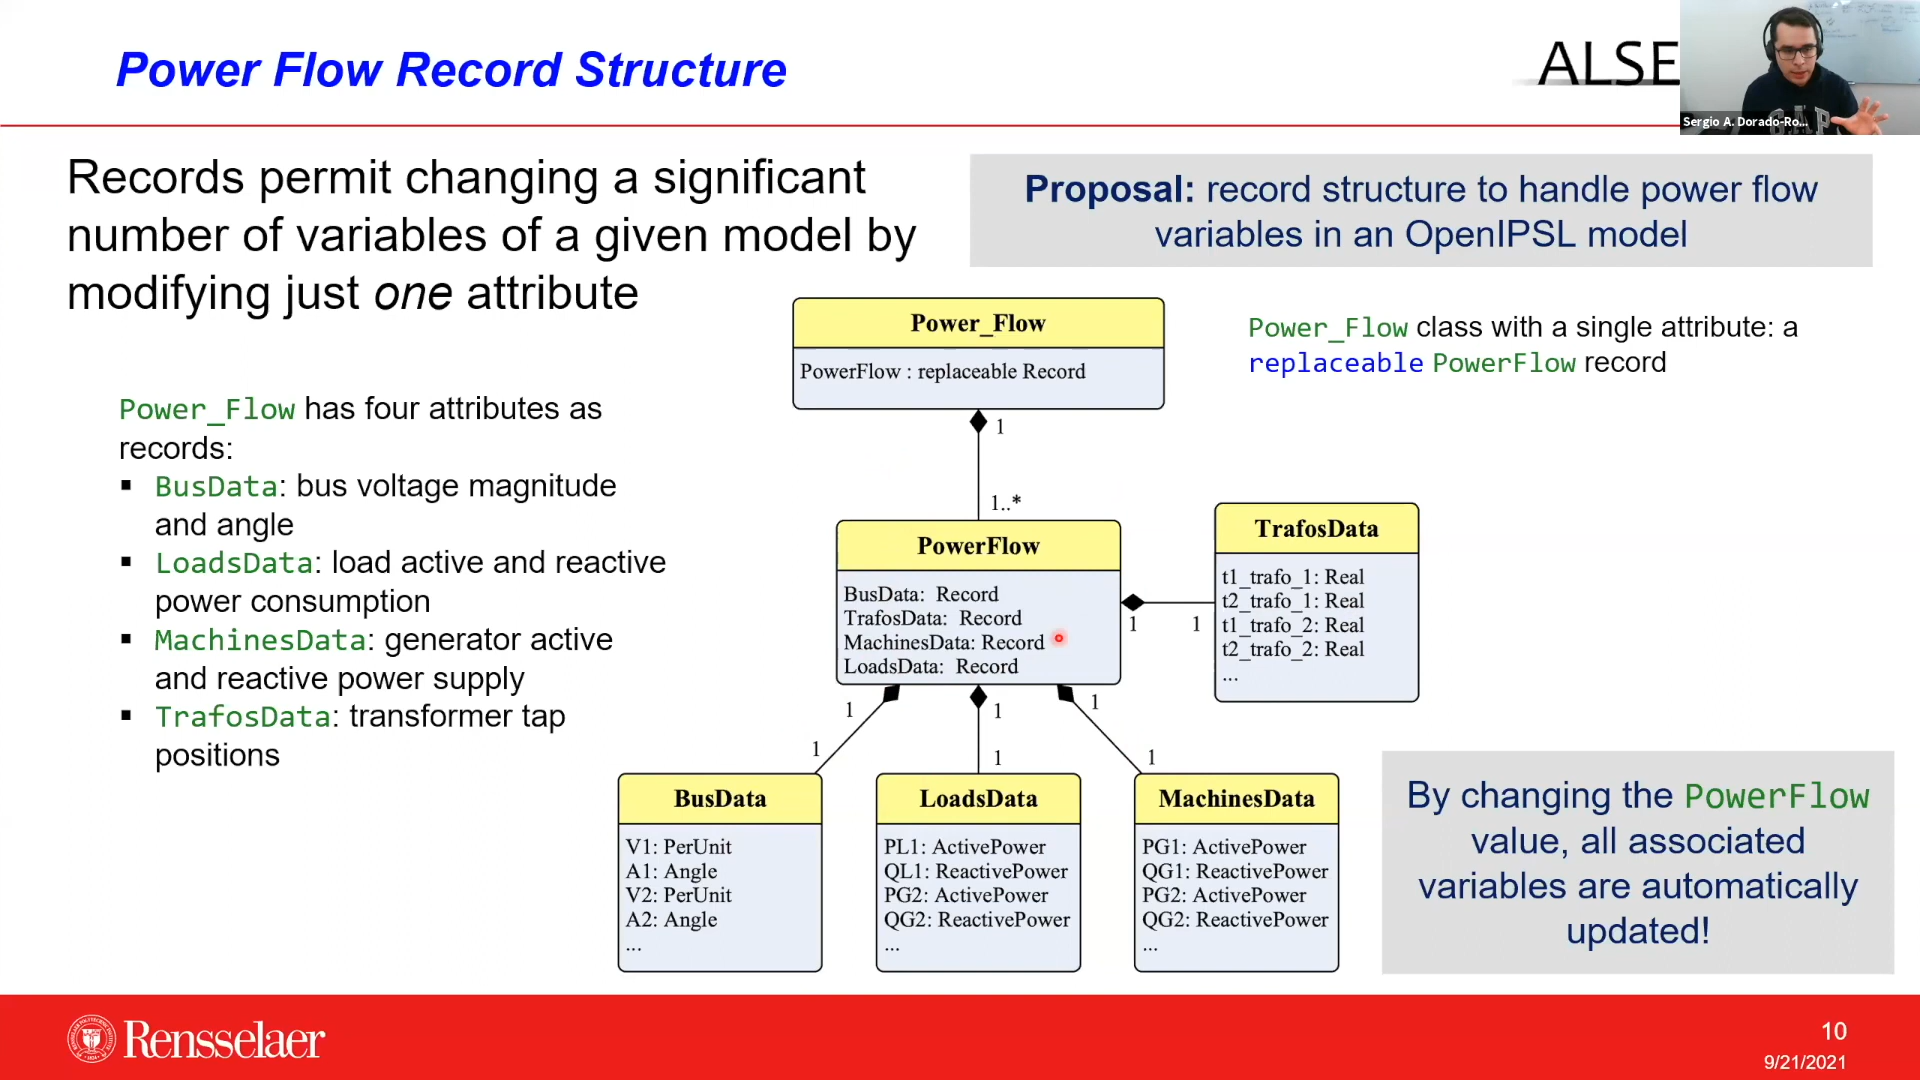 Power Flow Record Structure
ALSE
Sergio A. Dorado-Ro...
Records permit changing a significant
number of variables of a given model by
modifying just one attribute
Proposal: record structure to handle power flow
variables in an OpenIPSL model
Power_Flow class with a single attribute: a
replaceable PowerFlow record
Power_Flow has four attributes as
records:
▪ BusData: bus voltage magnitude
and angle
▪ LoadsData: load active and reactive
power consumption
▪ MachinesData: generator active
and reactive power supply
▪ TrafosData: transformer tap
positions
Power_Flow
PowerFlow : replaceable Record
1
1..*
PowerFlow
BusData: Record
TrafosData: Record
MachinesData: Record
LoadsData: Record
1 1
TrafosData
t1_trafo_1: Real
t2_trafo_1: Real
t1_trafo_2: Real
t2_trafo_2: Real
...
1 1 1
1 1 1
BusData
V1: PerUnit
A1: Angle
V2: PerUnit
A2: Angle
...
LoadsData
PL1: ActivePower
QL1: ReactivePower
PG2: ActivePower
QG2: ReactivePower
...
MachinesData
PG1: ActivePower
QG1: ReactivePower
PG2: ActivePower
QG2: ReactivePower
...
By changing the PowerFlow
value, all associated
variables are automatically
updated!
Rensselaer
10
9/21/2021